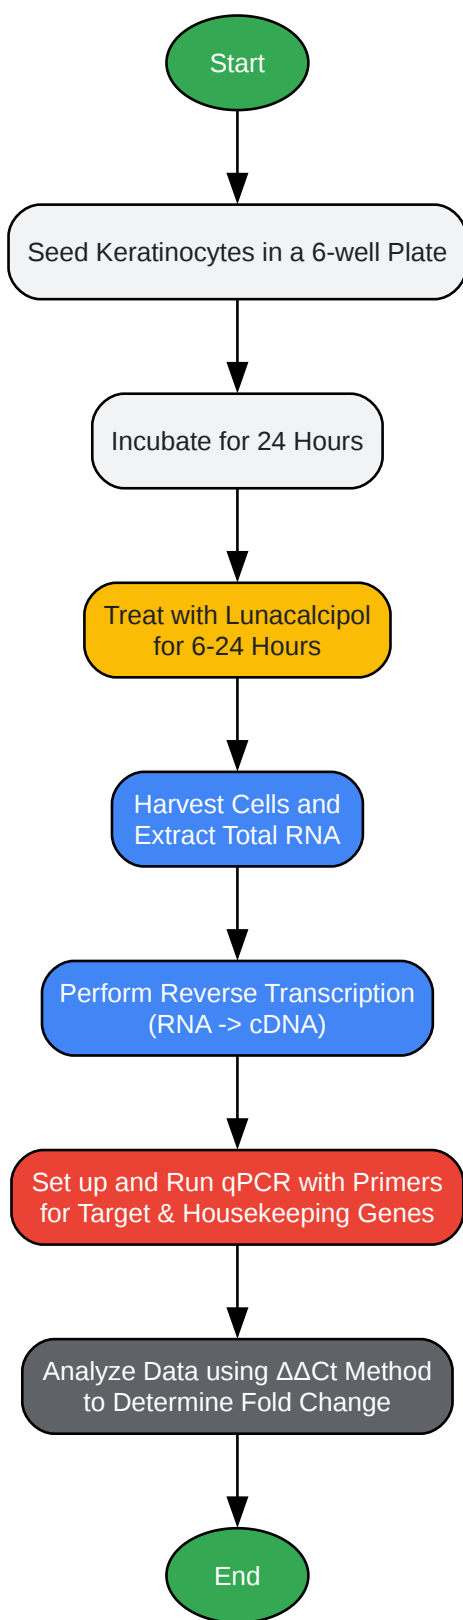 Start
Seed Keratinocytes in a 6-well Plate
Incubate for 24 Hours
Treat with Lunacalcipol
for 6-24 Hours
Harvest Cells and
Extract Total RNA
Perform Reverse Transcription
(RNA -> cDNA)
Set up and Run qPCR with Primers
for Target & Housekeeping Genes
Analyze Data using ΔΔCt Method
to Determine Fold Change
End